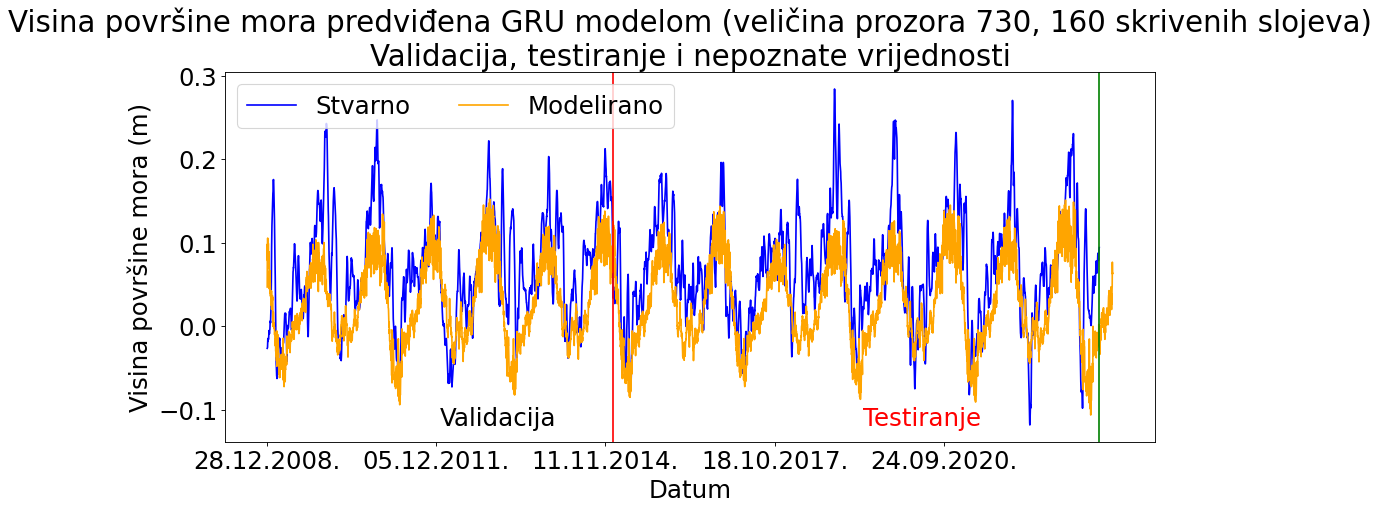 Visina površine mora predviđena GRU modelom (veličina prozora 730, 160 skrivenih slojeva)
Validacija, testiranje i nepoznate vrijednosti
Stvarno Modelirano
Visina površine mora (m)
0.3
0.2
0.1
0.0
−0.1
Validacija Testiranje
28.12.2008. 05.12.2011. 11.11.2014. 18.10.2017. 24.09.2020.
Datum